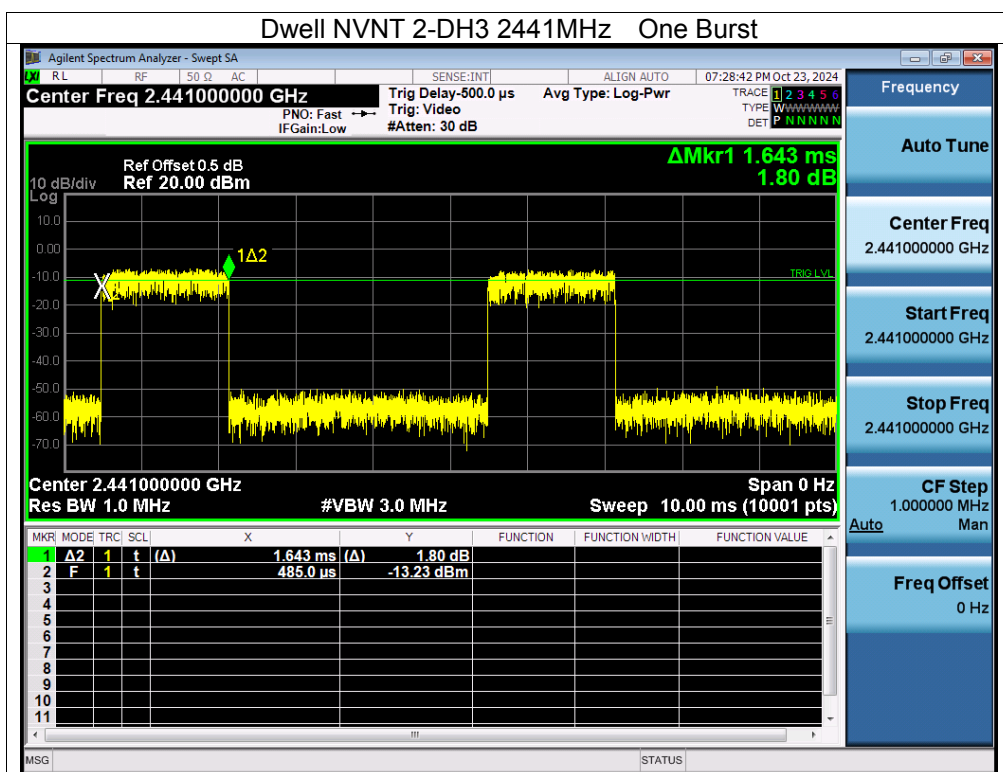 Dwell NVNT 2-DH3 2441MHz One Burst
Agilent Spectrum Analyzer - Swept SA
LXI RL RF 50 Ω AC SENSE:INT ALIGN AUTO 07:28:42 PM Oct 23, 2024
Center Freq 2.441000000 GHz
PNO: Fast
IFGain:Low
Trig Delay-500.0 µs
Trig: Video
#Atten: 30 dB
Avg Type: Log-Pwr
TRACE 1 2 3 4 5 6
TYPE WWWWWWW
DET P N N N N N
Frequency
Auto Tune
Center Freq
2.441000000 GHz
Start Freq
2.441000000 GHz
Stop Freq
2.441000000 GHz
CF Step
1.000000 MHz
Auto Man
Freq Offset
0 Hz
ΔMkr1 1.643 ms
1.80 dB
Ref Offset 0.5 dB
10 dB/div Ref 20.00 dBm
Log
10.0
0.00
-10.0
-20.0
-30.0
-40.0
-50.0
-60.0
-70.0
1Δ2
TRIG LVL
Center 2.441000000 GHz Span 0 Hz
Res BW 1.0 MHz #VBW 3.0 MHz Sweep 10.00 ms (10001 pts)
MKR MODE TRC SCL X Y FUNCTION FUNCTION WIDTH FUNCTION VALUE
1 Δ2 1 t (Δ) 1.643 ms (Δ) 1.80 dB
2 F 1 t 485.0 µs -13.23 dBm
3
4
5
6
7
8
9
10
11
MSG STATUS